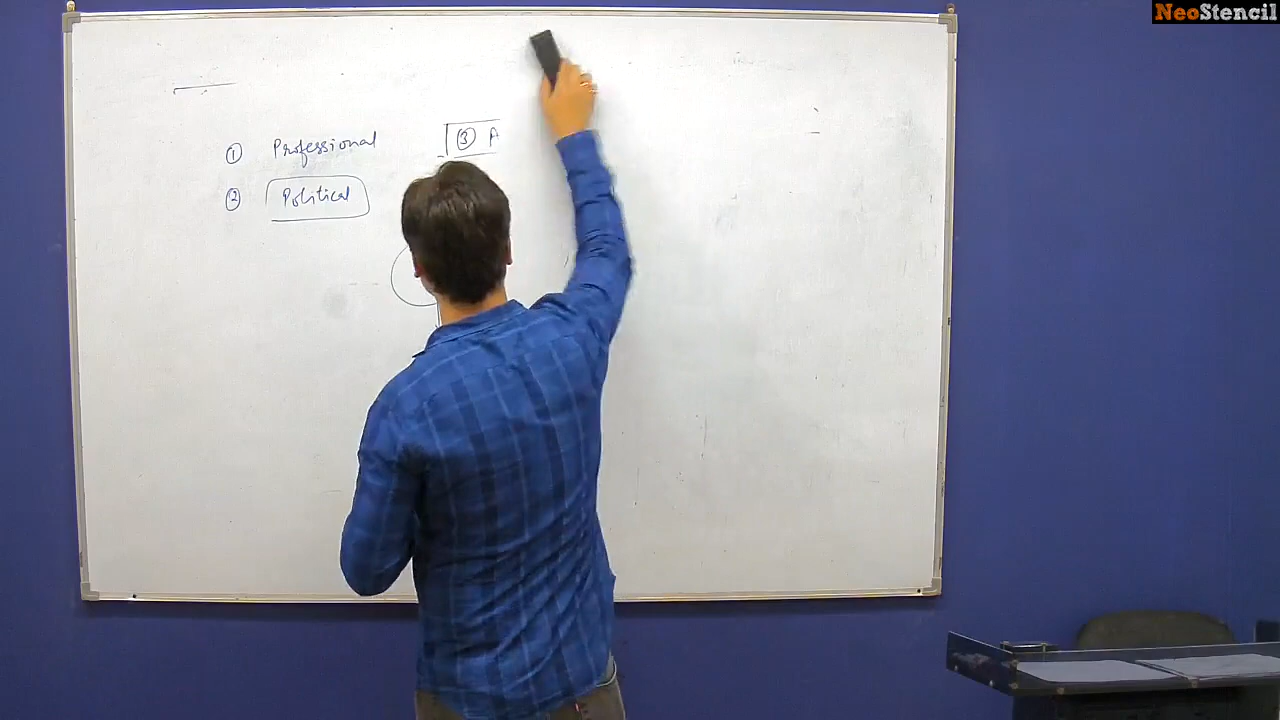 NeoStencil
① Professional
② Political
③ A